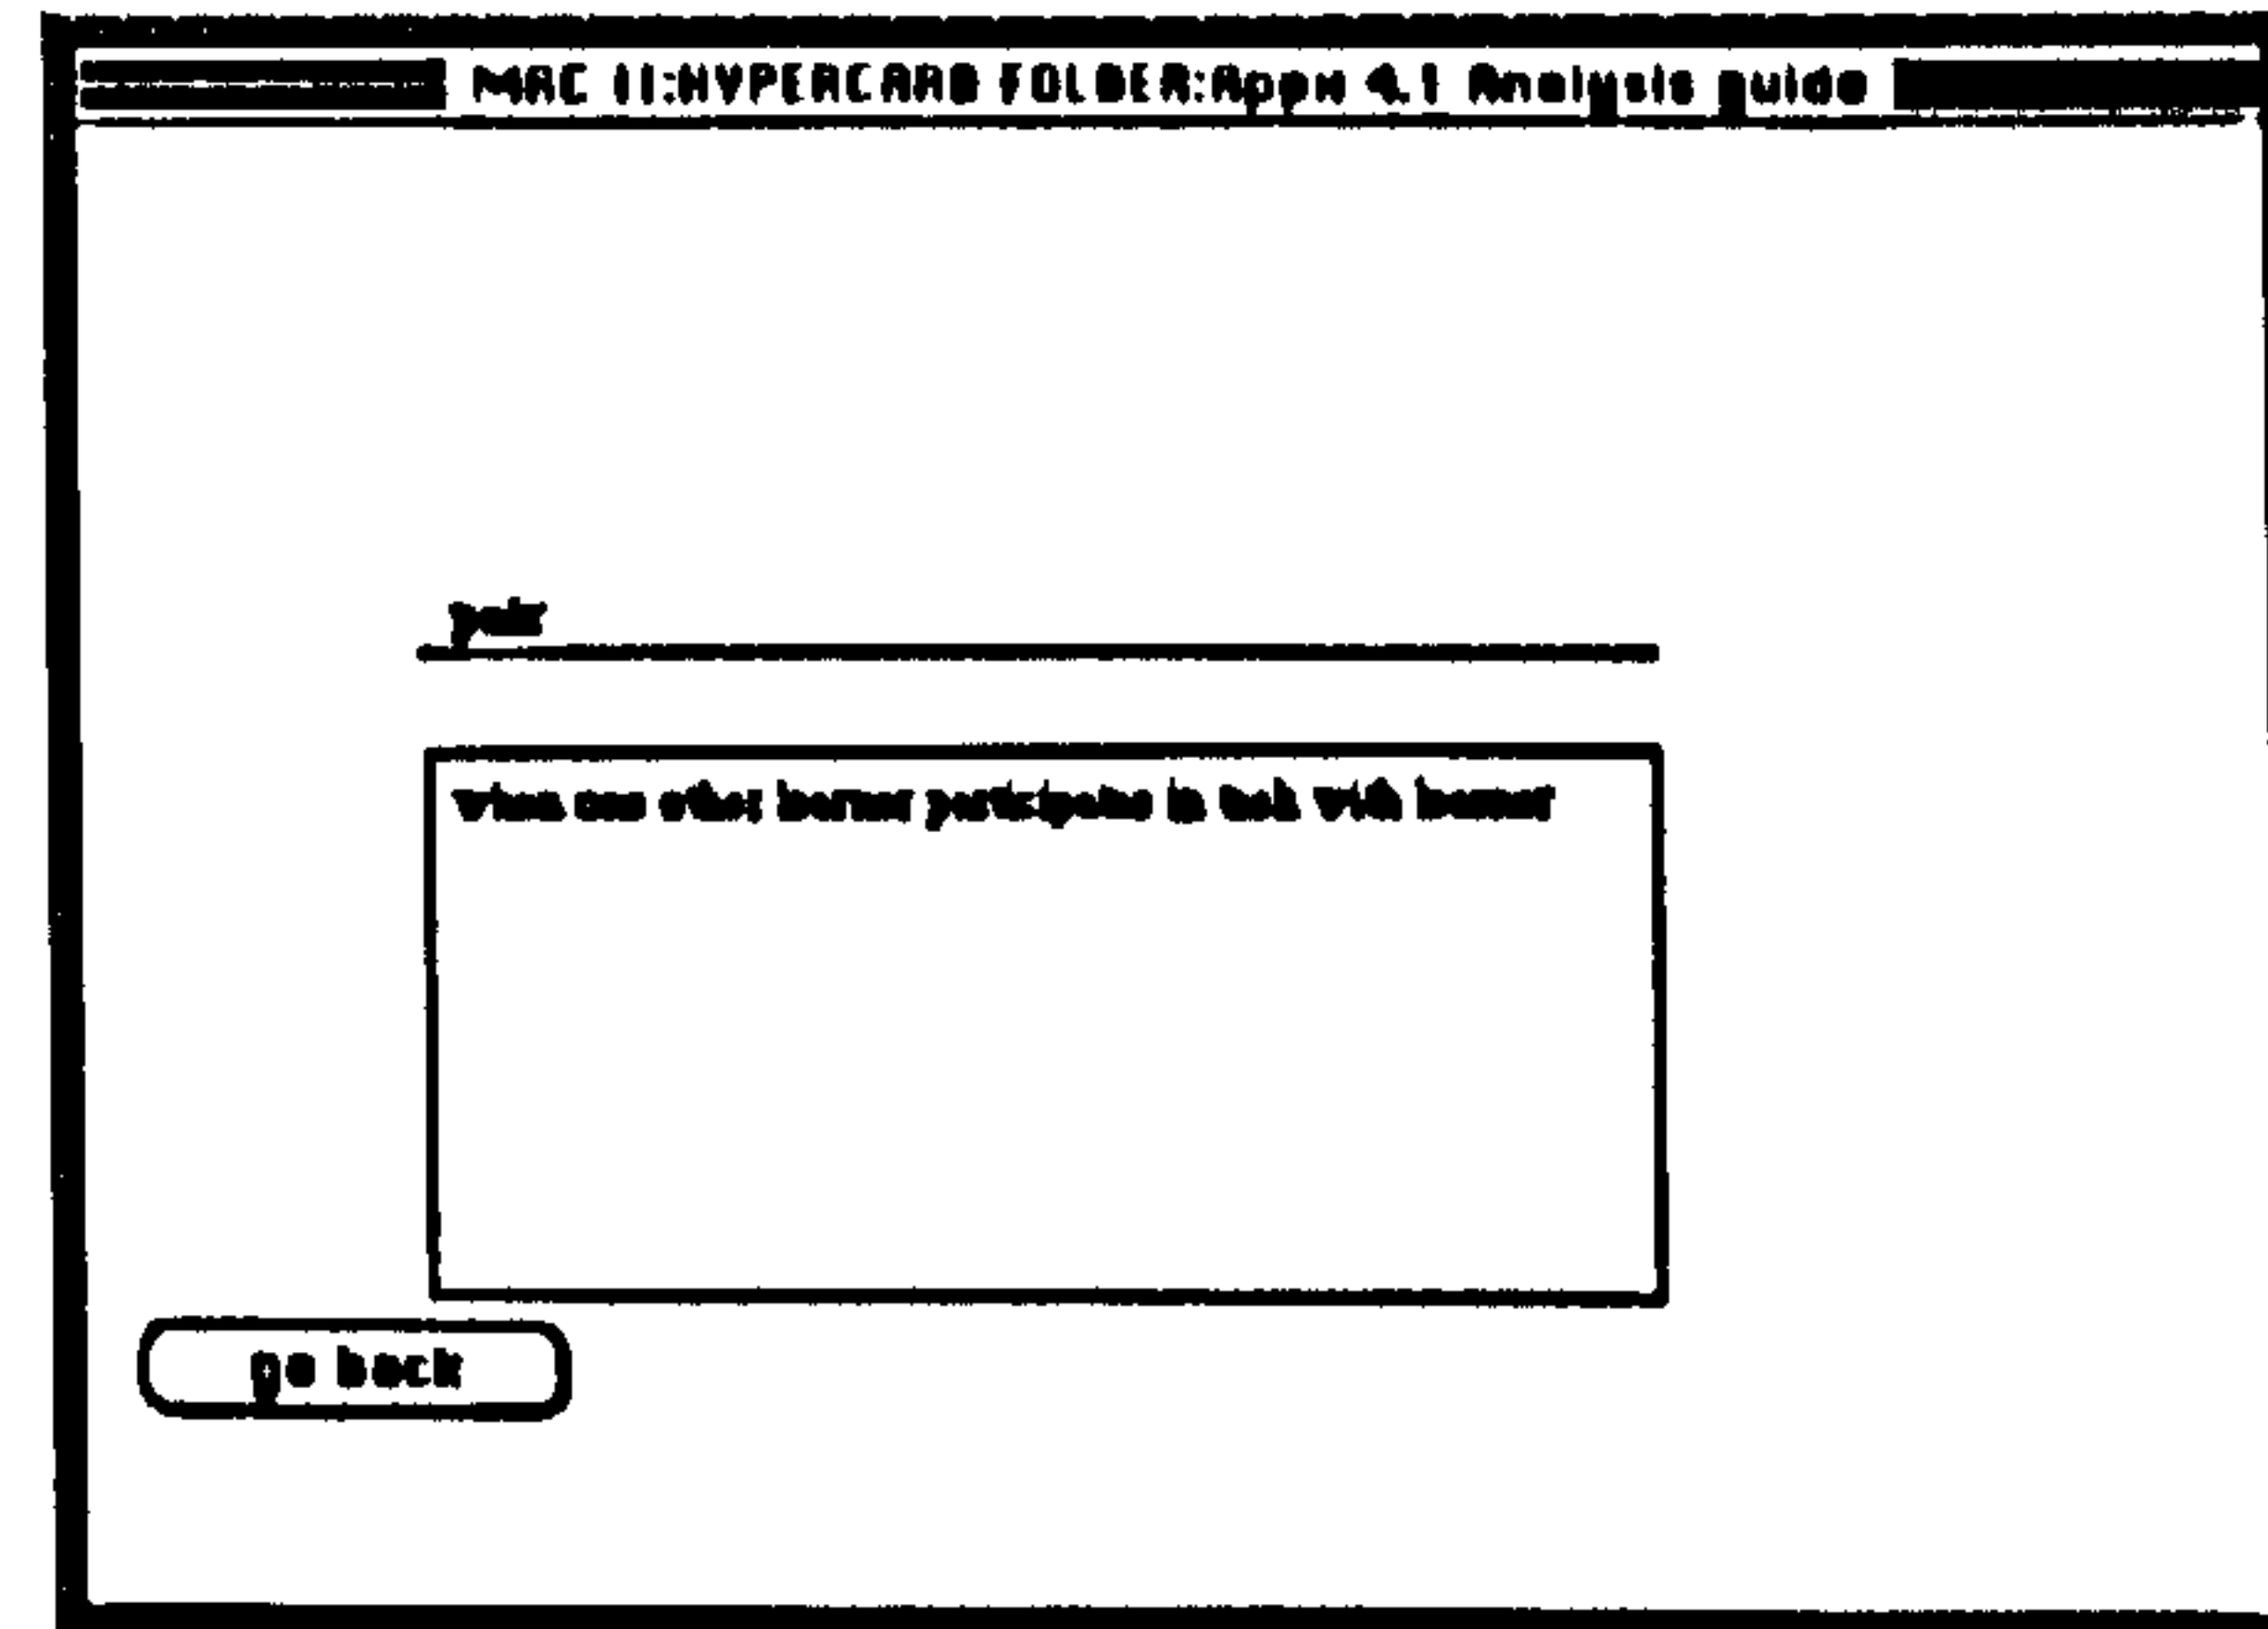 MAC II:HYPERCARD FOLDER:Appx 4.1 Analysis guide
pair
when one other learner participates in task with learner
go back